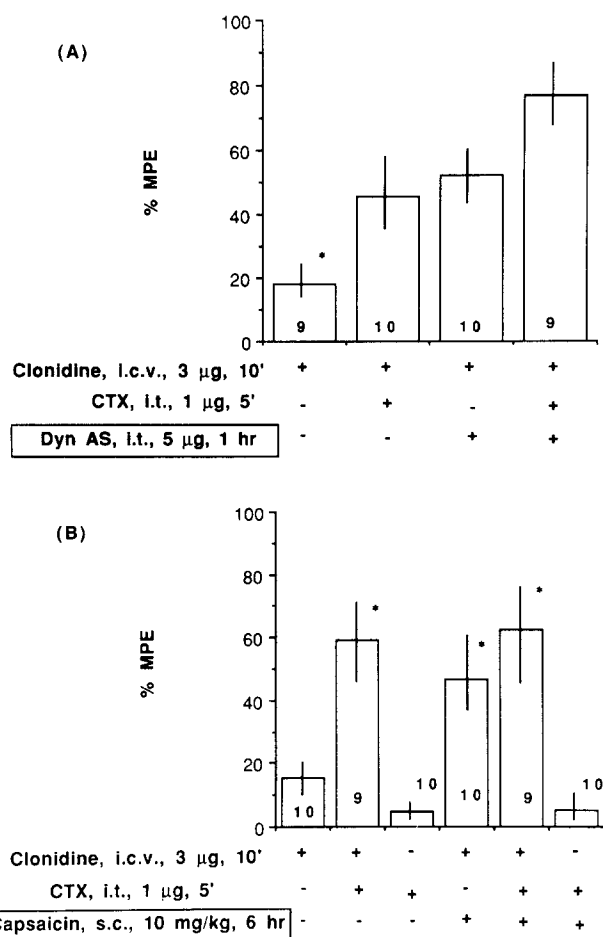 (A)
% MPE
100
80
60
40
20
0
*
9
10
10
9
Clonidine, i.c.v., 3 µg, 10' + + + +
CTX, i.t., 1 µg, 5' - + - +
Dyn AS, i.t., 5 µg, 1 hr - - + +
(B)
% MPE
100
80
60
40
20
0
*
*
*
10
9
10
10
9
10
Clonidine, i.c.v., 3 µg, 10' + + - + + -
CTX, i.t., 1 µg, 5' - + + - + +
Capsaicin, s.c., 10 mg/kg, 6 hr - - - + + +